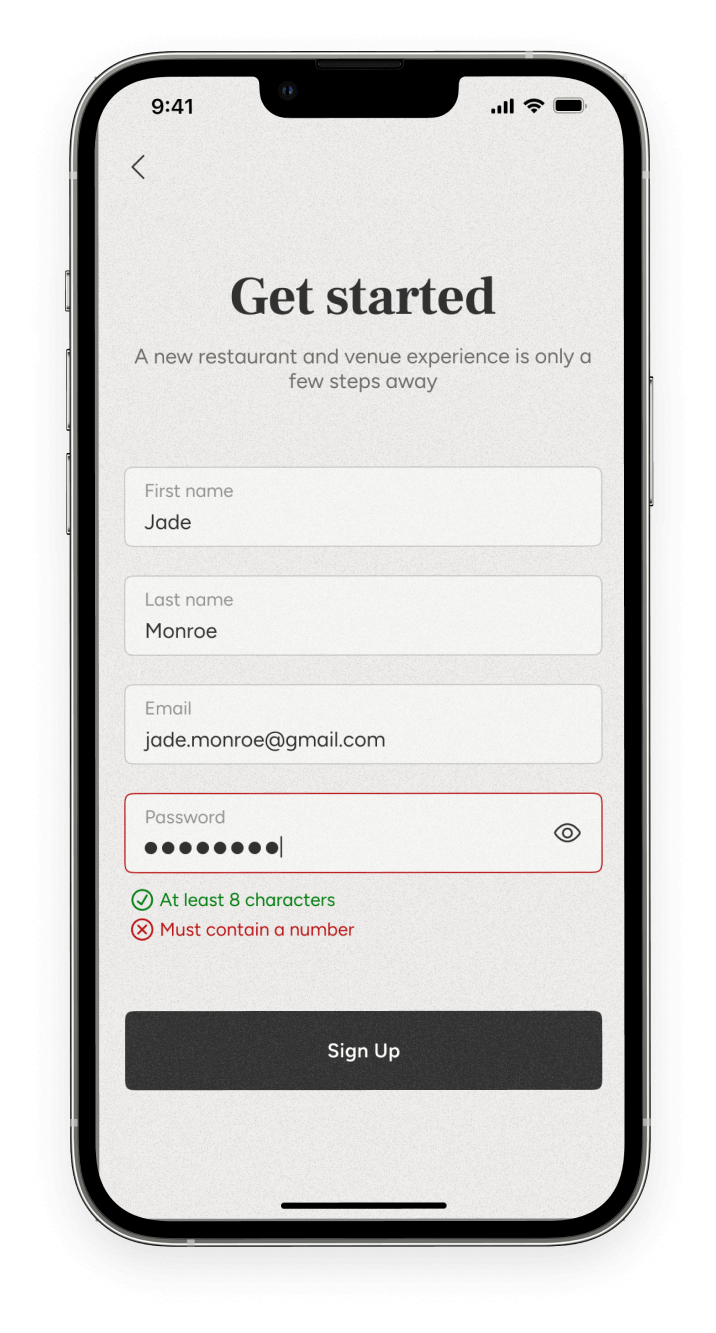 9:41
Get started
A new restaurant and venue experience is only a
few steps away
First name
Jade
Last name
Monroe
Email
jade.monroe@gmail.com
Password
At least 8 characters
Must contain a number
Sign Up